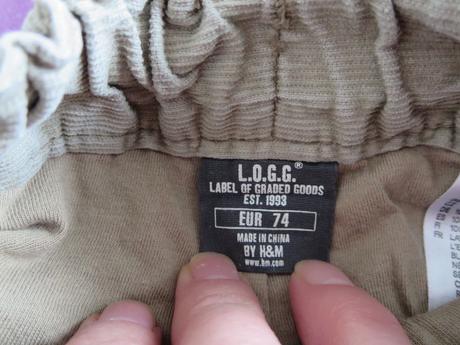 L.O.G.G.®
LABEL OF GRADED GOODS
EST. 1993
EUR 74
MADE IN CHINA
BY H&M
www.hm.com